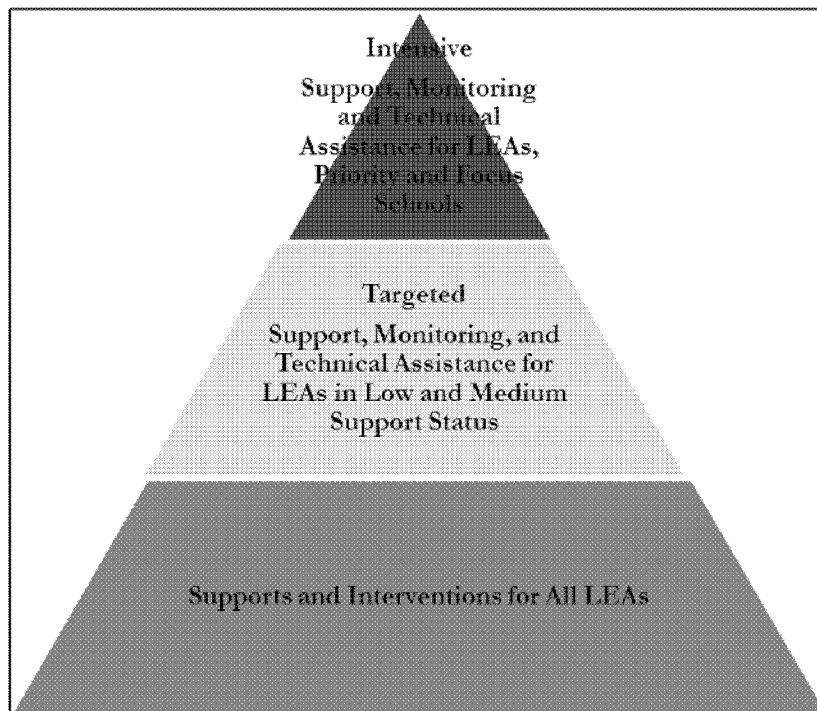 Intensive
Support, Monitoring
and Technical
Assistance for LEAs,
Priority and Focus
Schools
Targeted
Support, Monitoring, and
Technical Assistance for
LEAs in Low and Medium
Support Status
Supports and Interventions for All LEAs